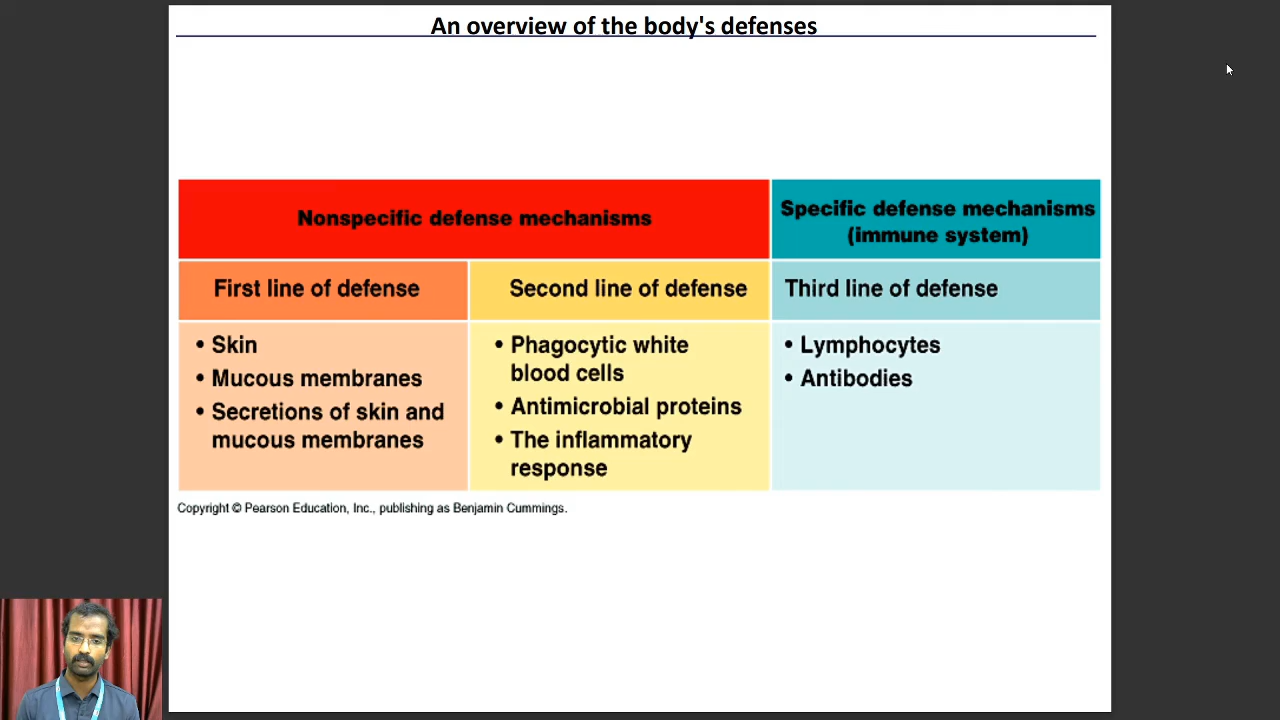 An overview of the body's defenses
Nonspecific defense mechanisms
Specific defense mechanisms
(immune system)
First line of defense
Second line of defense
Third line of defense
• Skin
• Mucous membranes
• Secretions of skin and
mucous membranes
• Phagocytic white
blood cells
• Antimicrobial proteins
• The inflammatory
response
• Lymphocytes
• Antibodies
Copyright © Pearson Education, Inc., publishing as Benjamin Cummings.